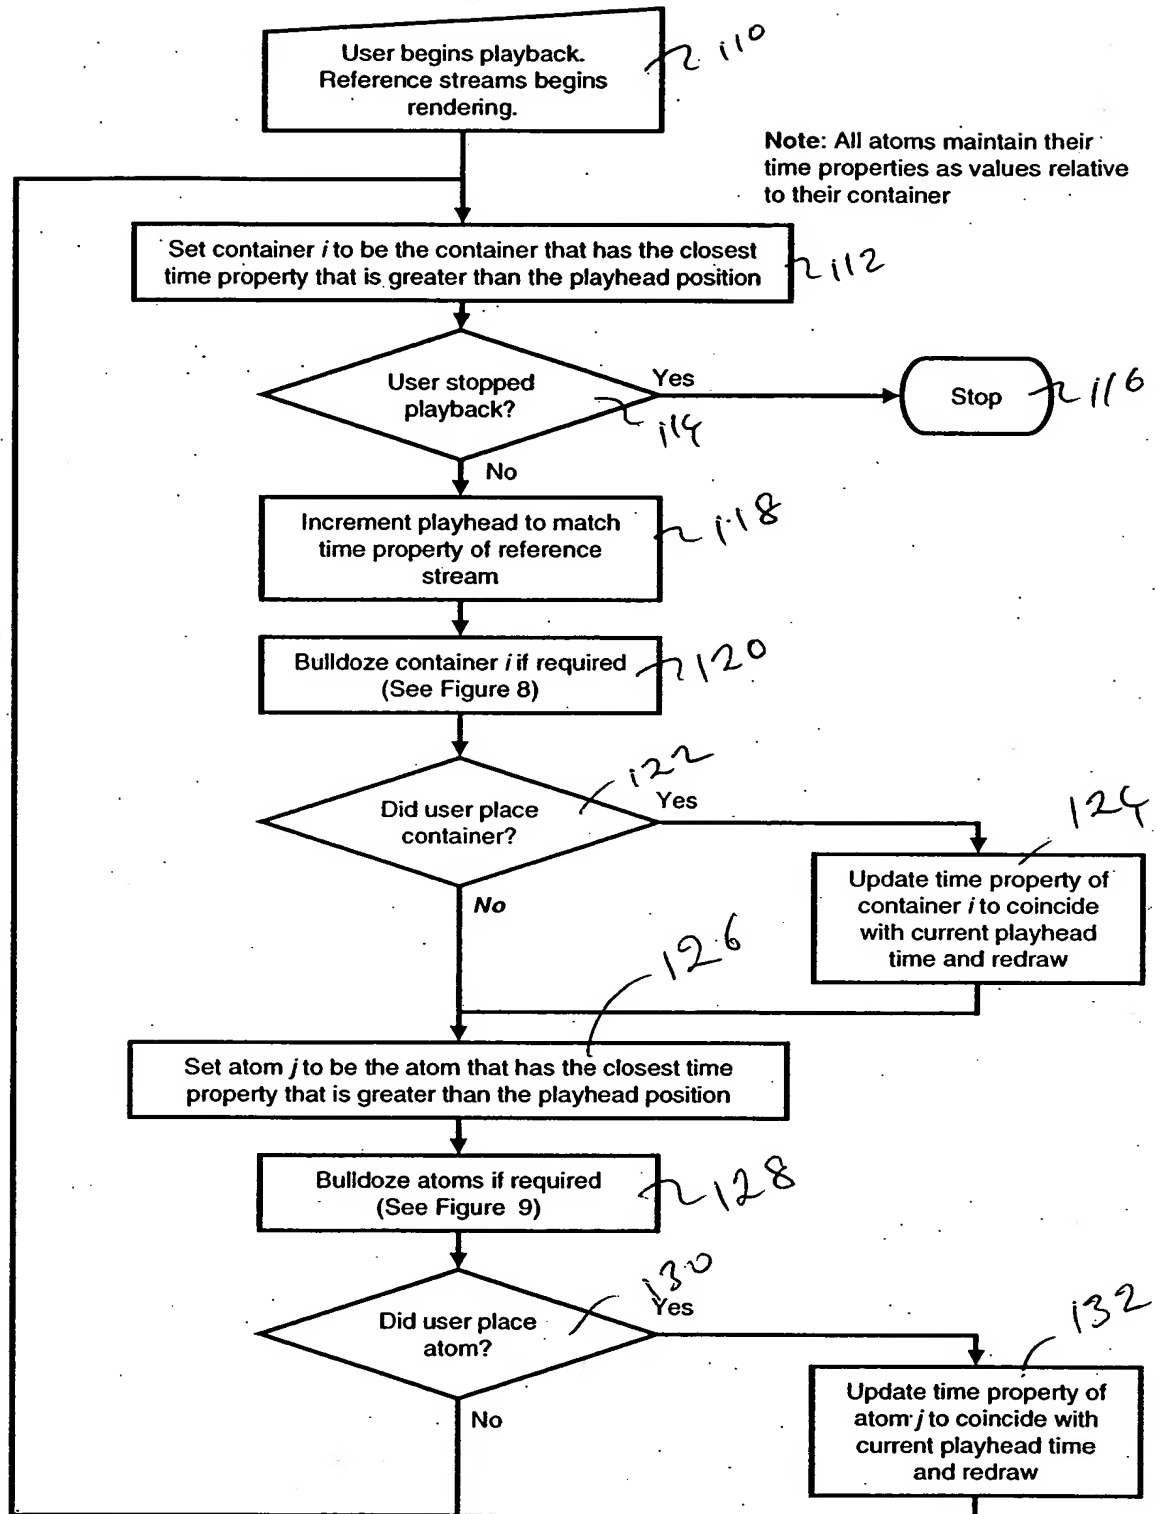 User begins playback.
Reference streams begins
rendering.
110
Note: All atoms maintain their
time properties as values relative
to their container
Set container i to be the container that has the closest
time property that is greater than the playhead position
112
User stopped
playback?
114
Yes
Stop
116
No
Increment playhead to match
time property of reference
stream
118
Bulldoze container i if required
(See Figure 8)
120
Did user place
container?
122
Yes
124
Update time property of
container i to coincide
with current playhead
time and redraw
No
126
Set atom j to be the atom that has the closest time
property that is greater than the playhead position
Bulldoze atoms if required
(See Figure 9)
128
Did user place
atom?
130
Yes
132
Update time property of
atom j to coincide with
current playhead time
and redraw
No